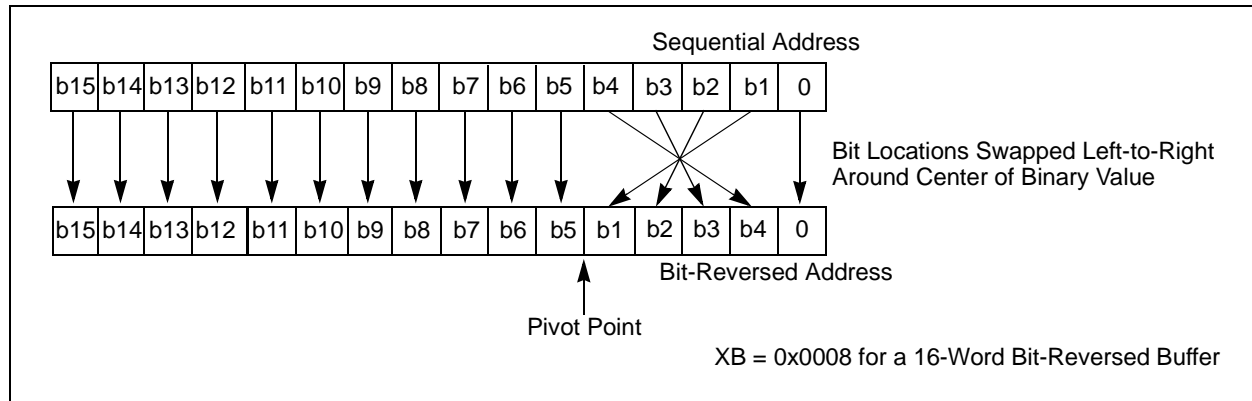 Sequential Address
b15 b14 b13 b12 b11 b10 b9 b8 b7 b6 b5 b4 b3 b2 b1 0
Bit Locations Swapped Left-to-Right
Around Center of Binary Value
b15 b14 b13 b12 b11 b10 b9 b8 b7 b6 b5 b1 b2 b3 b4 0
Bit-Reversed Address
Pivot Point
XB = 0x0008 for a 16-Word Bit-Reversed Buffer